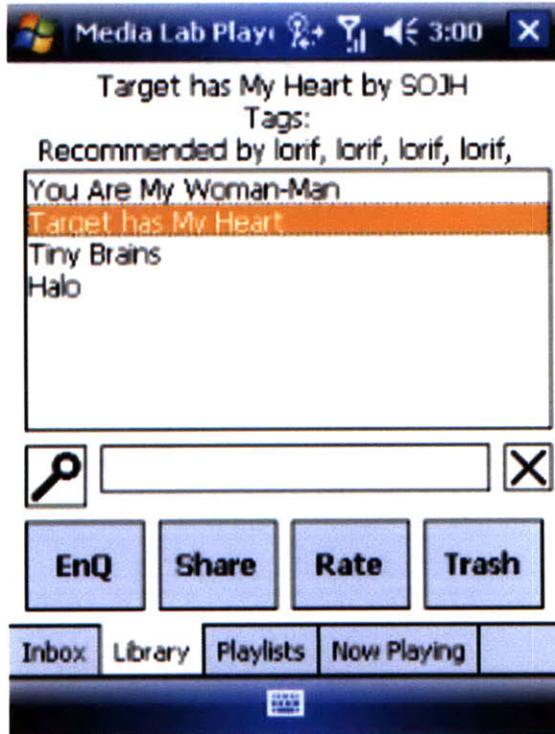 Media Lab Playe 3:00
Target has My Heart by SOJH
Tags:
Recommended by lorif, lorif, lorif, lorif,
You Are My Woman-Man
Target has My Heart
Tiny Brains
Halo
EnQ Share Rate Trash
Inbox Library Playlists Now Playing